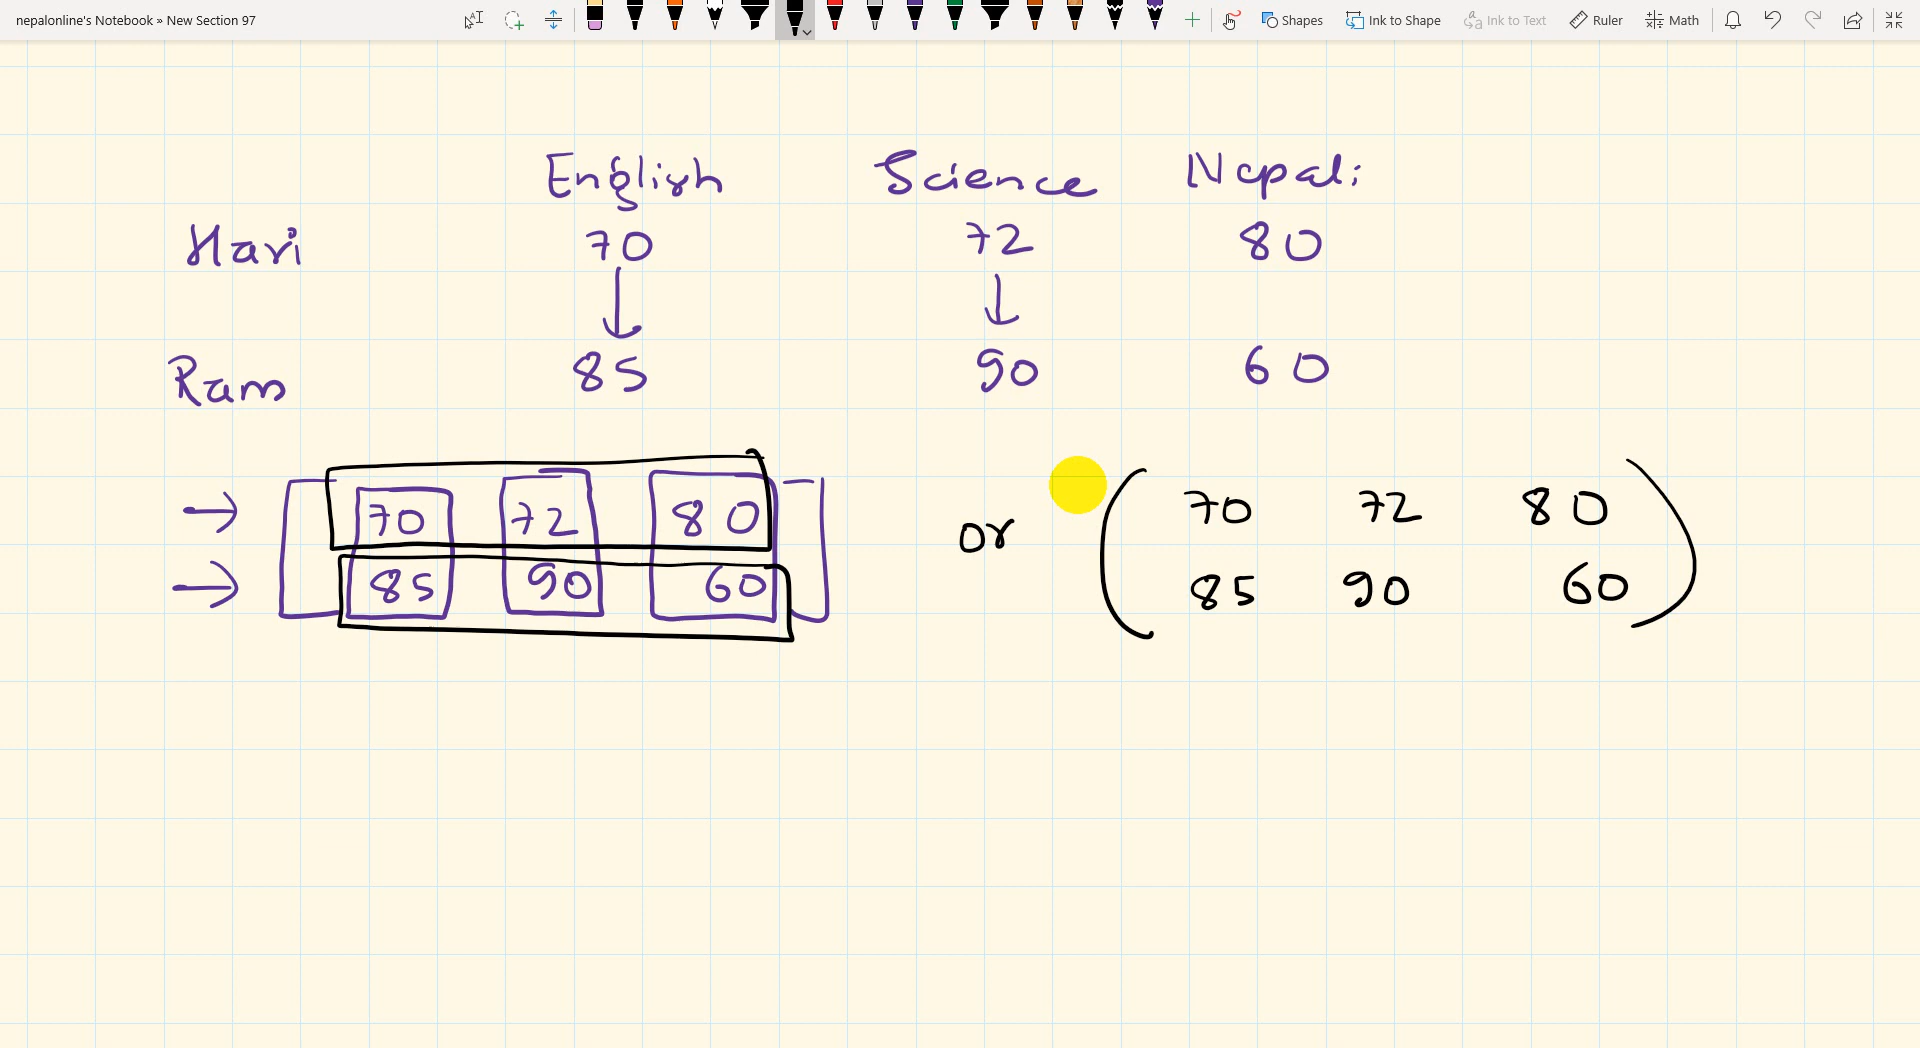 nepalonline's Notebook » New Section 97
Shapes Ink to Shape Ink to Text Ruler Math
English Science Nepali
Hari 70 72 80
Ram 85 90 60
→ [ 70 72 80 ] or ( 70 72 80 )
→ [ 85 90 60 ] ( 85 90 60 )